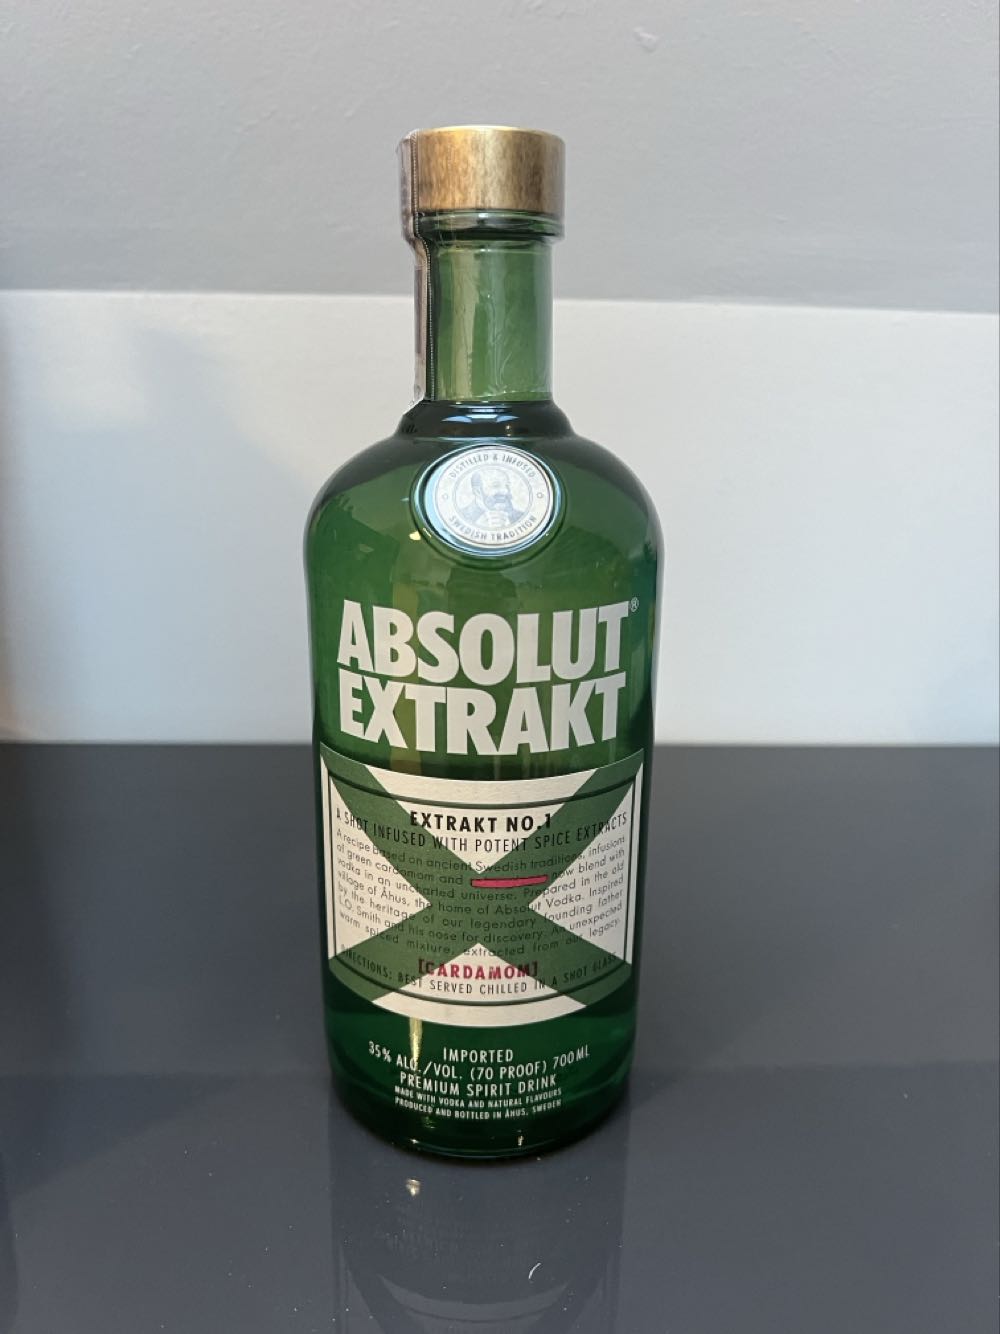 DISTILLED & INFUSED
SWEDISH TRADITION
ABSOLUT®
EXTRAKT
EXTRAKT NO.1
A SHOT INFUSED WITH POTENT SPICE EXTRACTS
A recipe based on ancient Swedish traditions, infusions
of green cardamom and now blend with
vodka in an uncharted universe. Prepared in the old
village of Åhus, the home of Absolut Vodka. Inspired
by the heritage of our legendary founding father
L.O. Smith and his nose for discovery. An unexpected
warm spiced mixture, extracted from our legacy.
[CARDAMOM]
DIRECTIONS: BEST SERVED CHILLED IN A SHOT GLASS
IMPORTED
35% ALC./VOL. (70 PROOF) 700ML
PREMIUM SPIRIT DRINK
MADE WITH VODKA AND NATURAL FLAVOURS
PRODUCED AND BOTTLED IN ÅHUS, SWEDEN